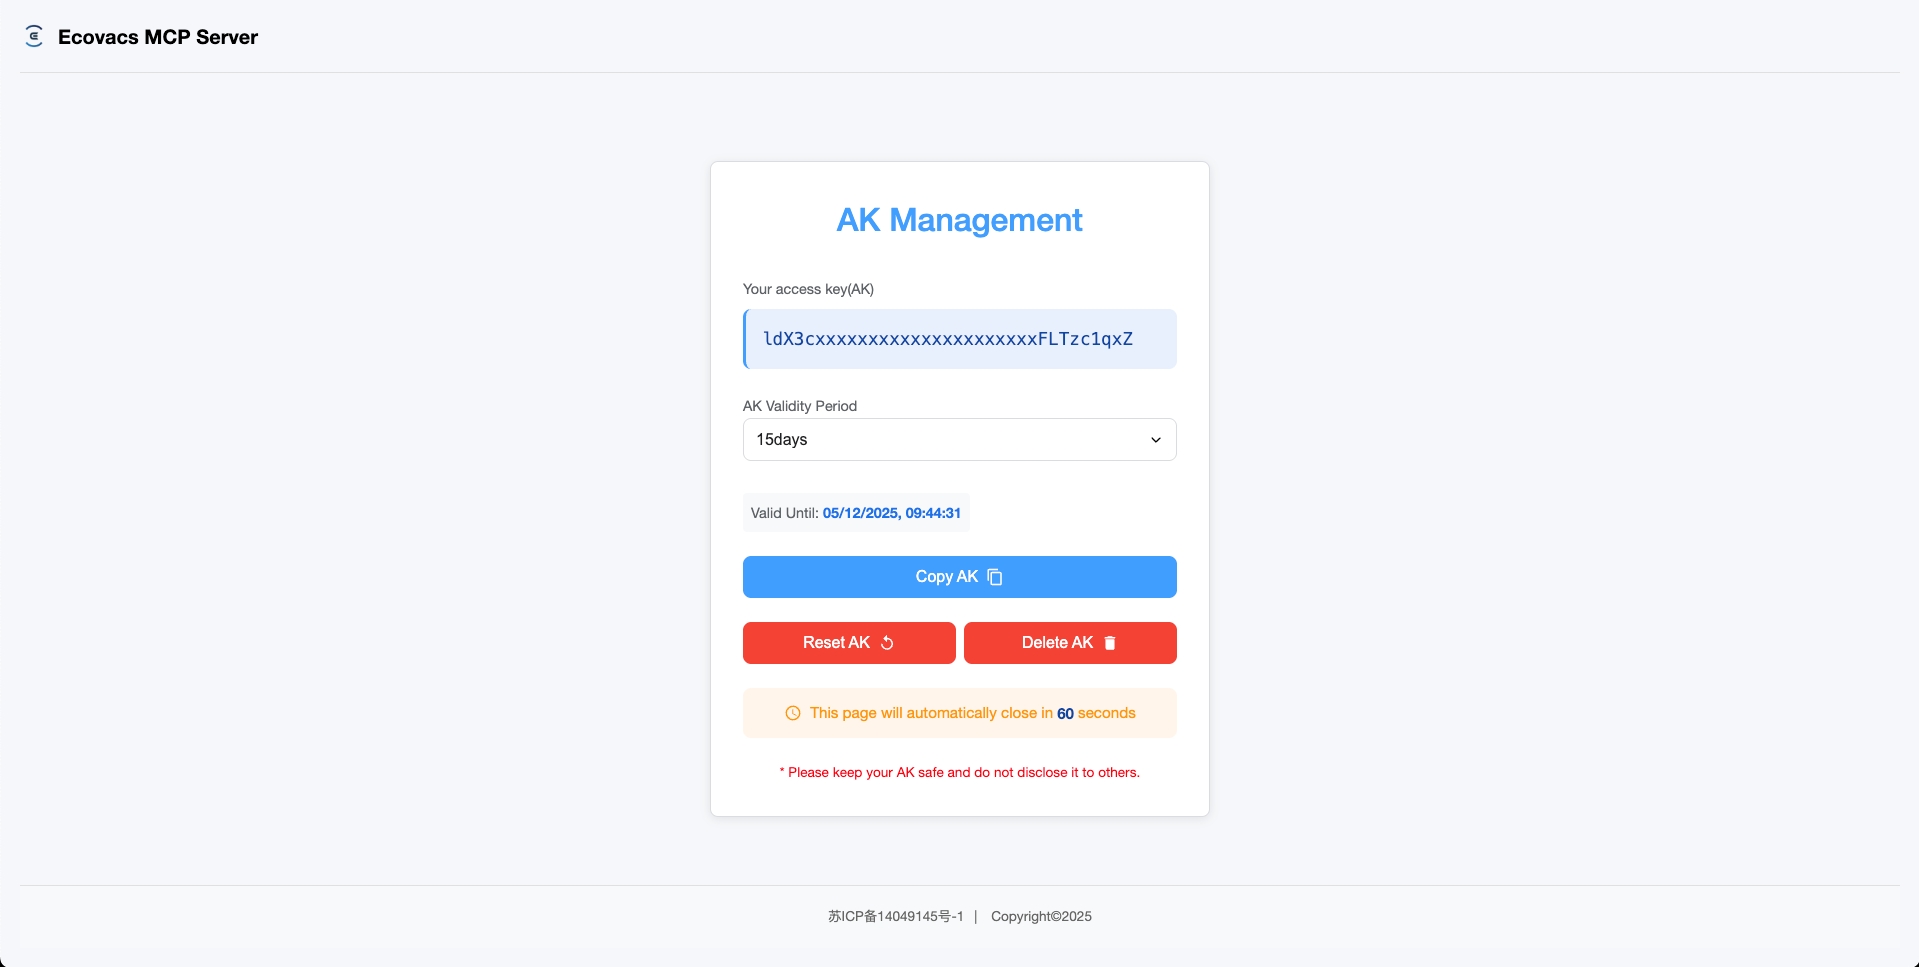 Ecovacs MCP Server
AK Management
Your access key(AK)
ldX3cxxxxxxxxxxxxxxxxxxxxxFLTzc1qxZ
AK Validity Period
15days
Valid Until: 05/12/2025, 09:44:31
Copy AK
Reset AK
Delete AK
This page will automatically close in 60 seconds
* Please keep your AK safe and do not disclose it to others.
苏ICP备14049145号-1 | Copyright©2025